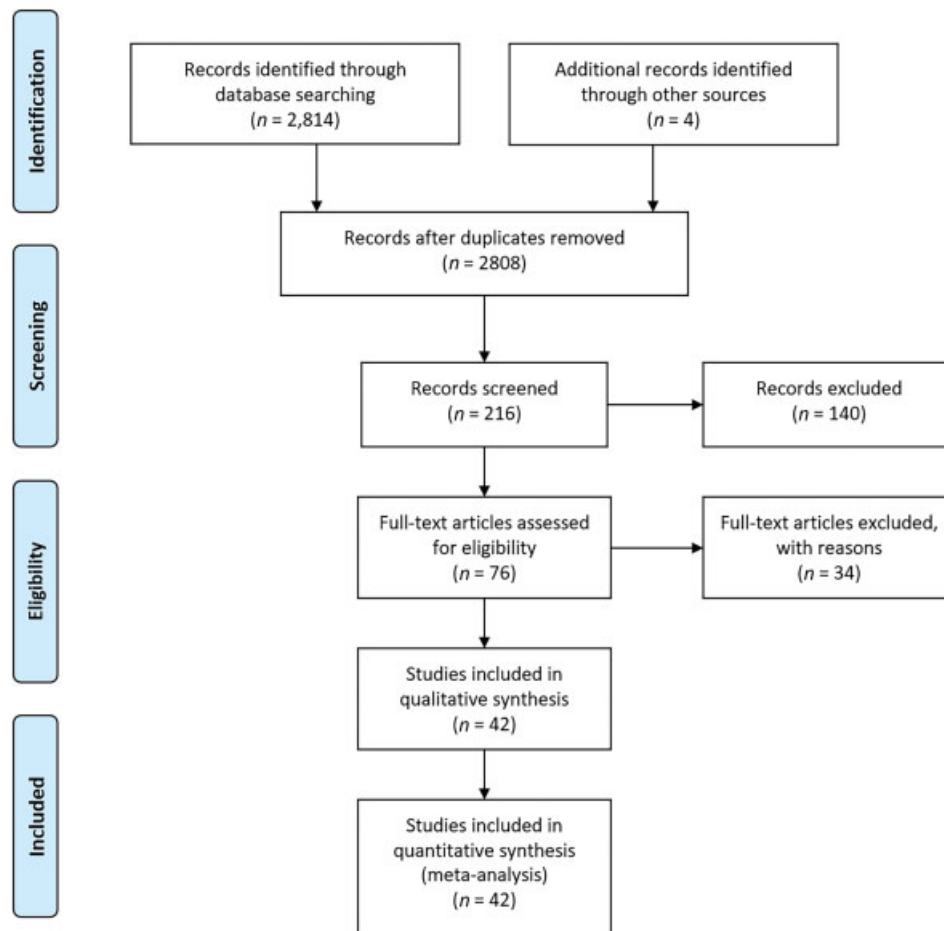 Identification
Records identified through
database searching
(n = 2,814)
Additional records identified
through other sources
(n = 4)
Records after duplicates removed
(n = 2808)
Screening
Records screened
(n = 216)
Records excluded
(n = 140)
Eligibility
Full-text articles assessed
for eligibility
(n = 76)
Full-text articles excluded,
with reasons
(n = 34)
Studies included in
qualitative synthesis
(n = 42)
Included
Studies included in
quantitative synthesis
(meta-analysis)
(n = 42)